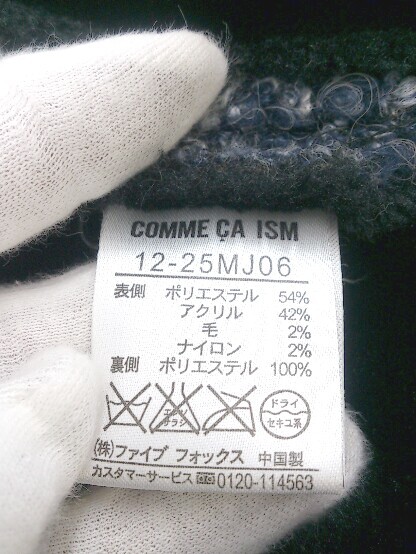 COMME ÇA ISM
12-25MJ06
表側 ポリエステル 54%
アクリル 42%
毛 2%
ナイロン 2%
裏側 ポリエステル 100%
エンソ サラシ ドライ セキユ系
(株)ファイブ フォックス 中国製
カスタマーサービス 0120-114563